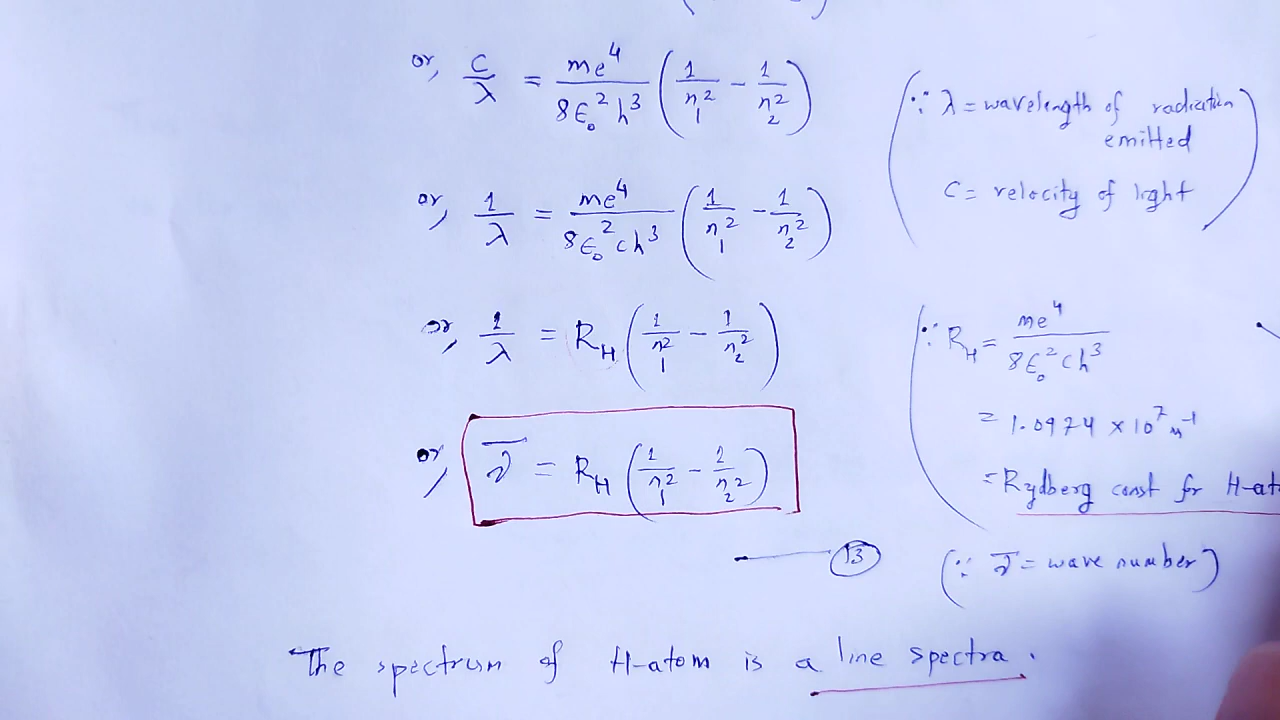 or, c/λ = me⁴/8ϵ₀²h³ (1/n₁² - 1/n₂²)
(∵ λ = wavelength of radiation
emitted
C = velocity of light)
or, 1/λ = me⁴/8ϵ₀²ch³ (1/n₁² - 1/n₂²)
or, 1/λ = R_H (1/n₁² - 1/n₂²)
(∵ R_H = me⁴/8ϵ₀²ch³
= 1.0974 × 10⁷ m⁻¹
= Rydberg const for H-at
or, ν̅ = R_H (1/n₁² - 1/n₂²)
13
(∵ ν̅ = wave number)
The spectrum of H-atom is a line spectra.